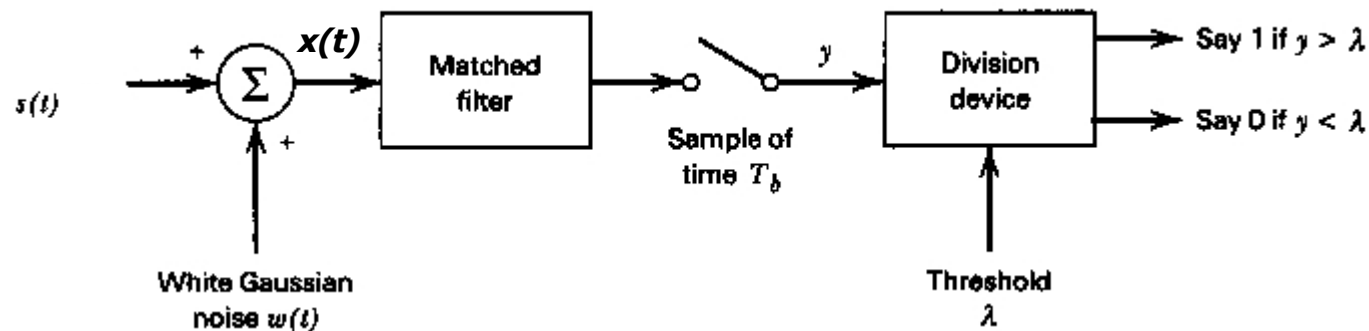 s(t)
+
Σ
+
x(t)
Matched
filter
Sample of
time T_b
y
Division
device
Say 1 if y > λ
Say 0 if y < λ
White Gaussian
noise w(t)
Threshold
λ